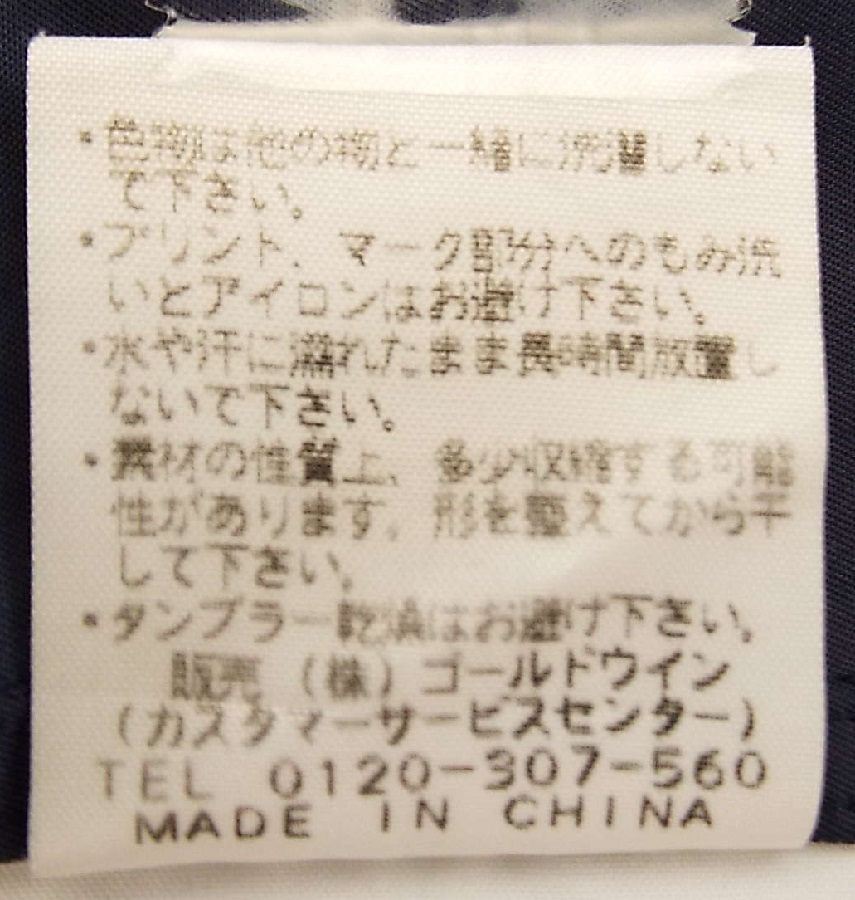 ・色物は他の物と一緒に洗濯しない
で下さい。
・プリント、マーク部分へのもみ洗
いとアイロンはお避け下さい。
・水や汗に濡れたまま長時間放置し
ないで下さい。
・素材の性質上、多少収縮する可能
性があります。形を整えてから干
して下さい。
・タンブラー乾燥はお避け下さい。
販売（株）ゴールドウイン
(カスタマーサービスセンター)
TEL 0120-307-560
MADE IN CHINA